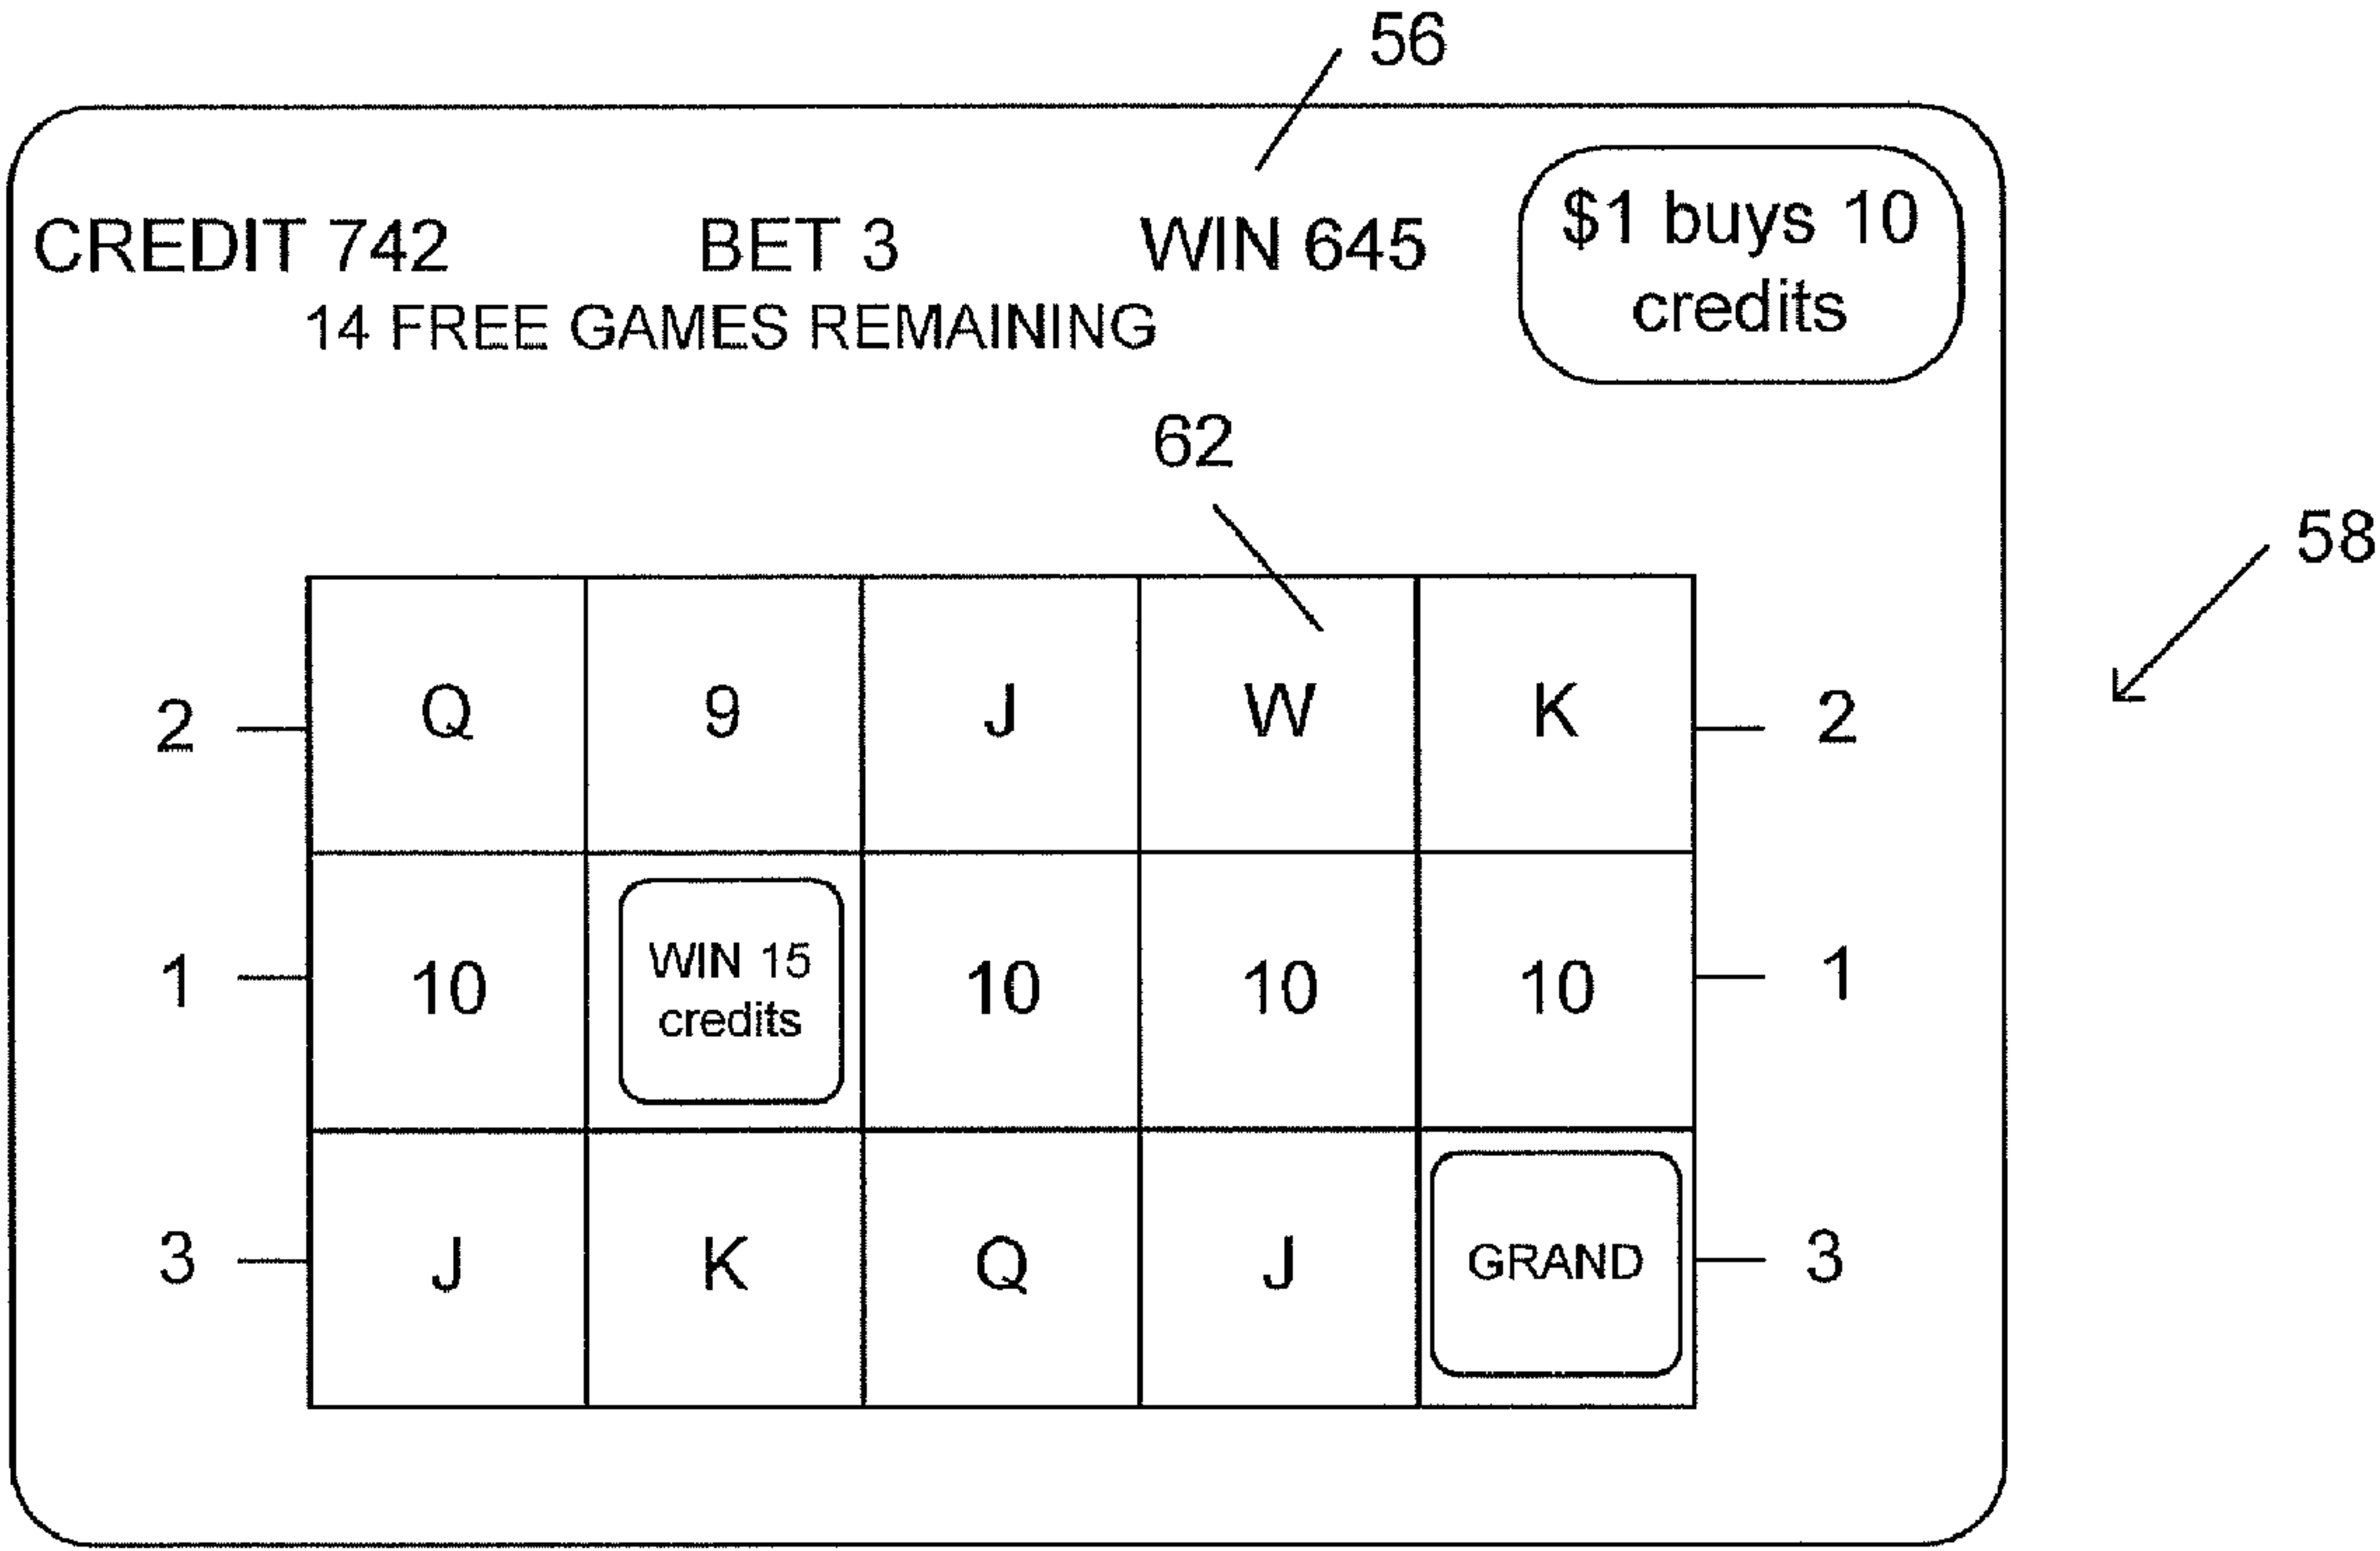 56
$1 buys 10
credits
CREDIT 742 BET 3 WIN 645
14 FREE GAMES REMAINING
62
58
2 Q 9 J W K 2
1 10 WIN 15 credits 10 10 10 1
3 J K Q J GRAND 3